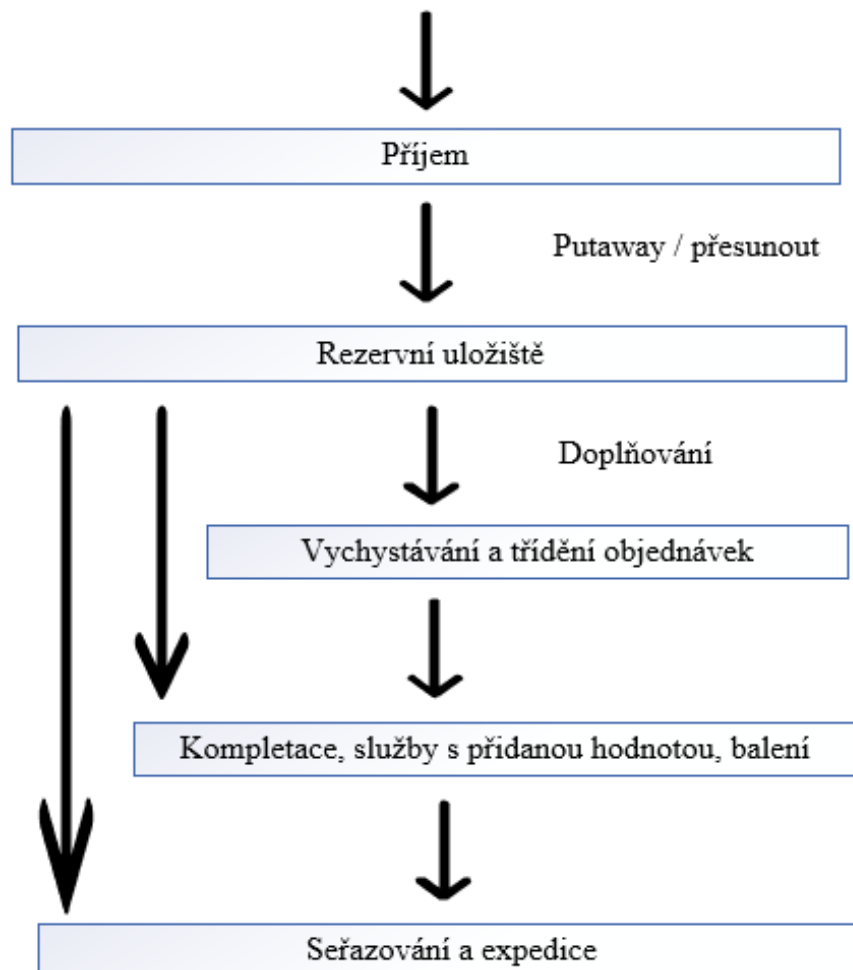 Příjem
Putaway / přesunout
Rezervní uložiště
Doplňování
Vychystávání a třídění objednávek
Kompletace, služby s přidanou hodnotou, balení
Seřazování a expedice